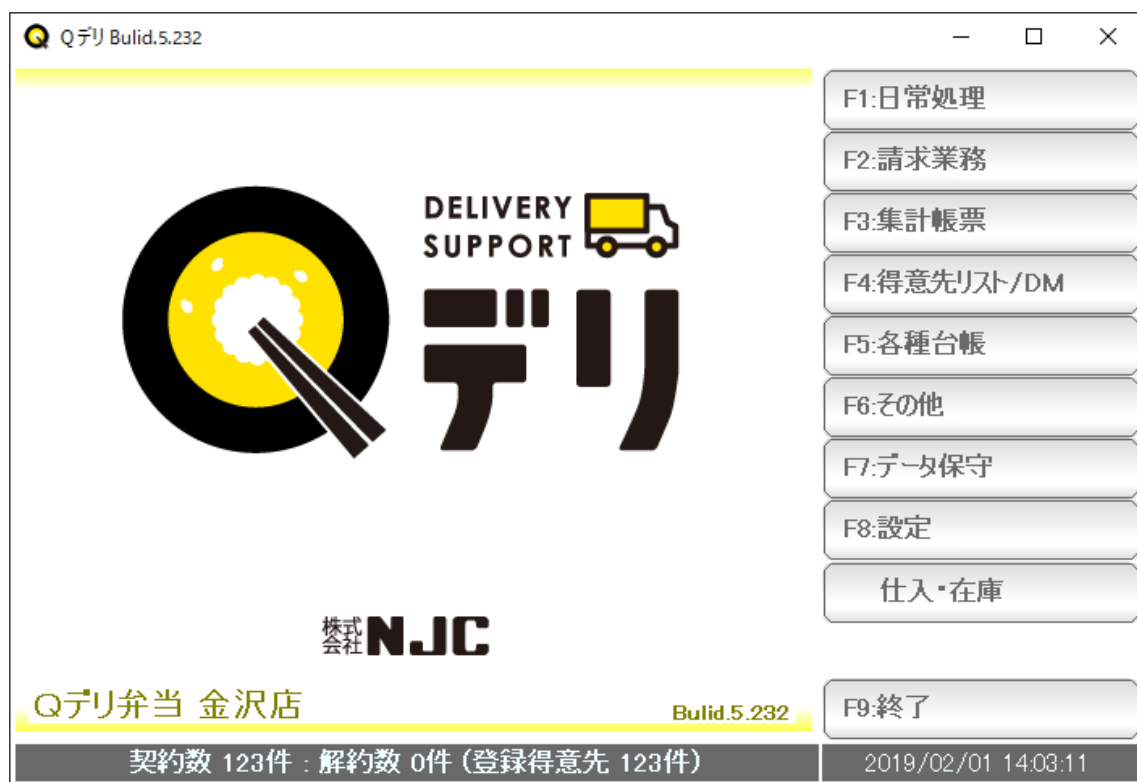 Qデリ Bulid.5.232
DELIVERY
SUPPORT
デリ
株式
会社NJC
Qデリ弁当 金沢店
Bulid.5.232
契約数 123件 : 解約数 0件 (登録得意先 123件)
F1:日常処理
F2:請求業務
F3:集計帳票
F4:得意先リスト/DM
F5:各種台帳
F6:その他
F7:データ保守
F8:設定
仕入・在庫
F9:終了
2019/02/01 14:03:11